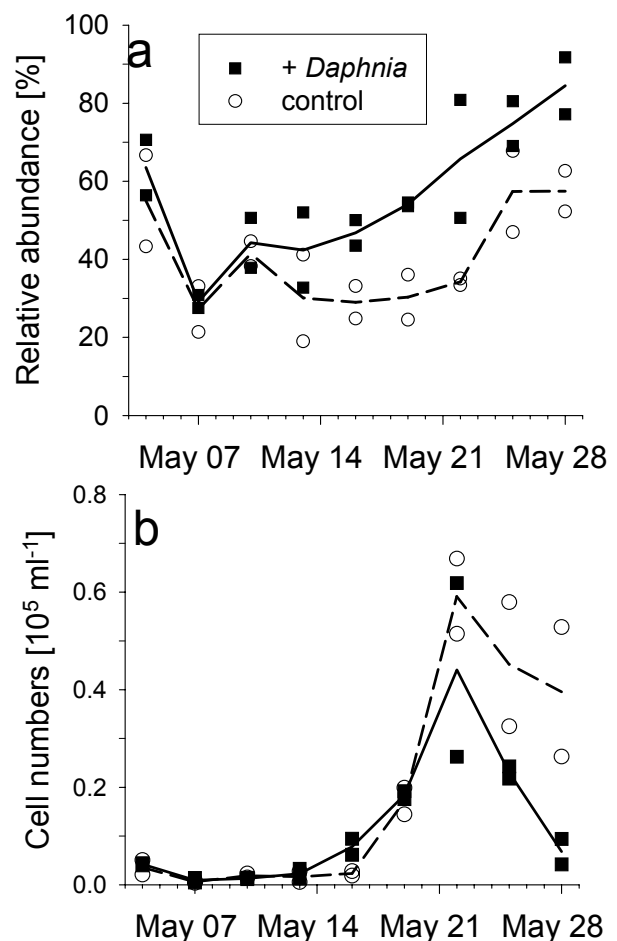 a
+ Daphnia
control
Relative abundance [%]
100
80
60
40
20
0
May 07 May 14 May 21 May 28
b
Cell numbers [10⁵ ml⁻¹]
0.8
0.6
0.4
0.2
0.0
May 07 May 14 May 21 May 28